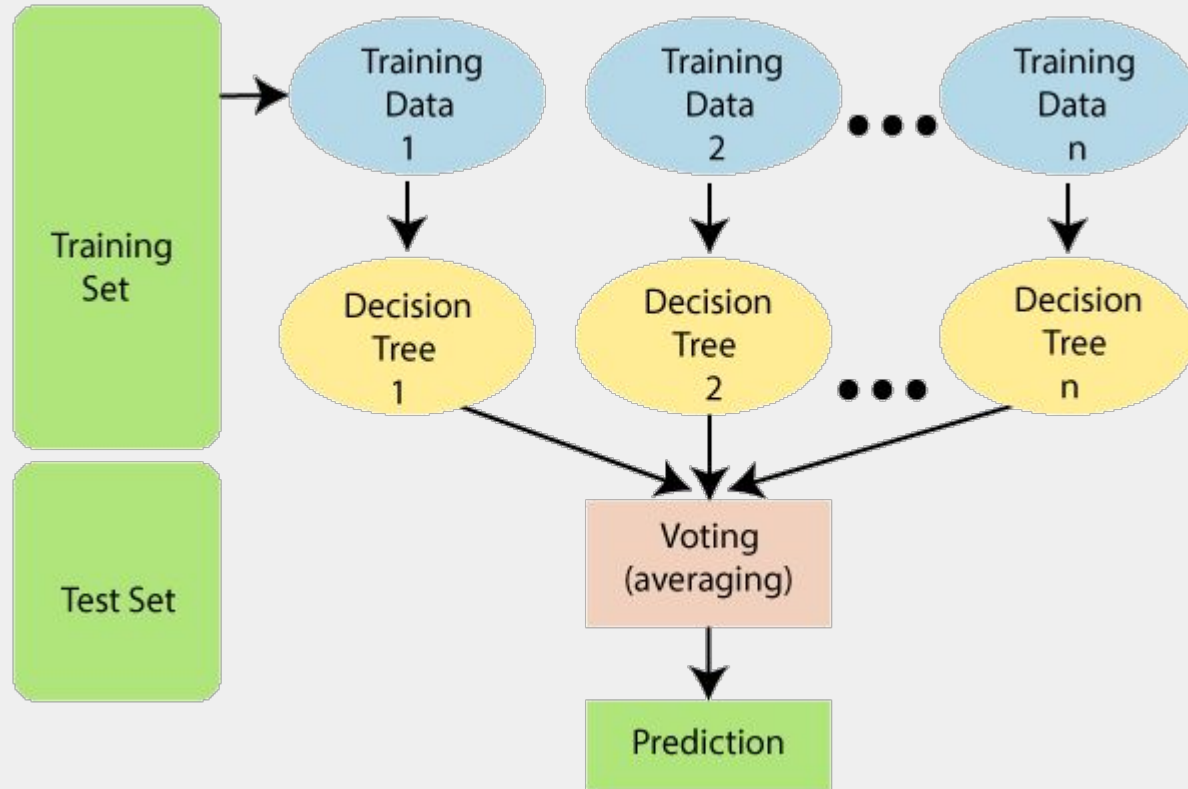 Training
Set
Test Set
Training
Data
1
Training
Data
2
Training
Data
n
Decision
Tree
1
Decision
Tree
2
Decision
Tree
n
Voting
(averaging)
Prediction